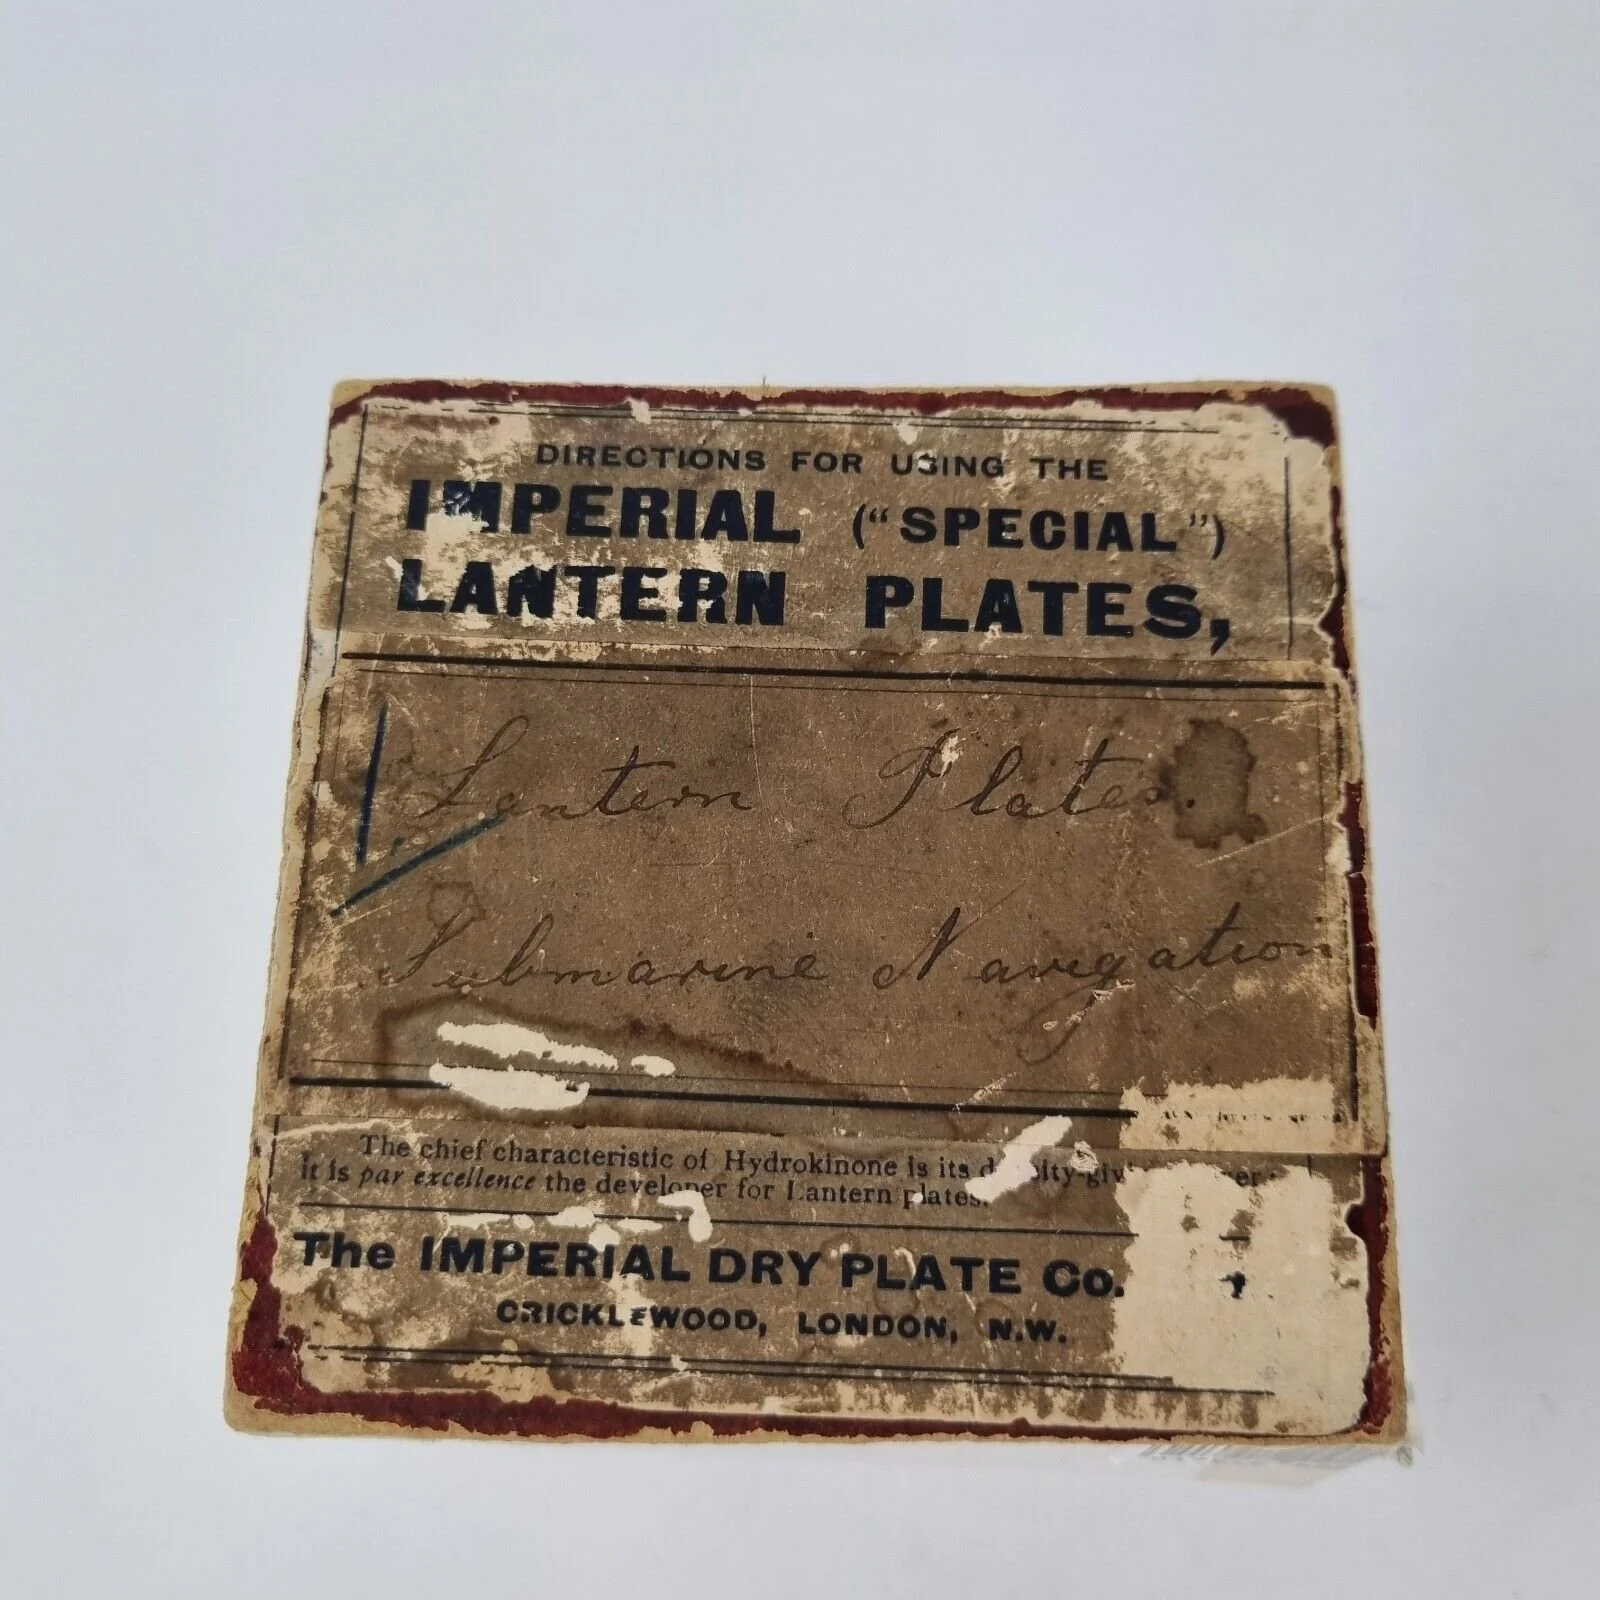 DIRECTIONS FOR USING THE
IMPERIAL ("SPECIAL")
LANTERN PLATES,
Lantern Plates.
Submarine Navigation
The chief characteristic of Hydrokinone is its
it is par excellence the developer for Lantern plates.
The IMPERIAL DRY PLATE Co.
CRICKLEWOOD, LONDON, N.W.